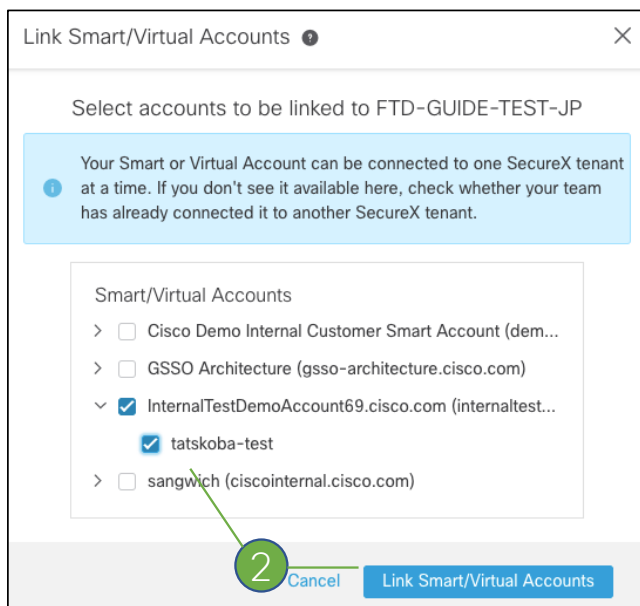 Link Smart/Virtual Accounts ?
Select accounts to be linked to FTD-GUIDE-TEST-JP
Your Smart or Virtual Account can be connected to one SecureX tenant
at a time. If you don't see it available here, check whether your team
has already connected it to another SecureX tenant.
Smart/Virtual Accounts
Cisco Demo Internal Customer Smart Account (dem...
GSSO Architecture (gsso-architecture.cisco.com)
InternalTestDemoAccount69.cisco.com (internaltest...
tatskoba-test
sangwich (ciscointernal.cisco.com)
2
Cancel
Link Smart/Virtual Accounts